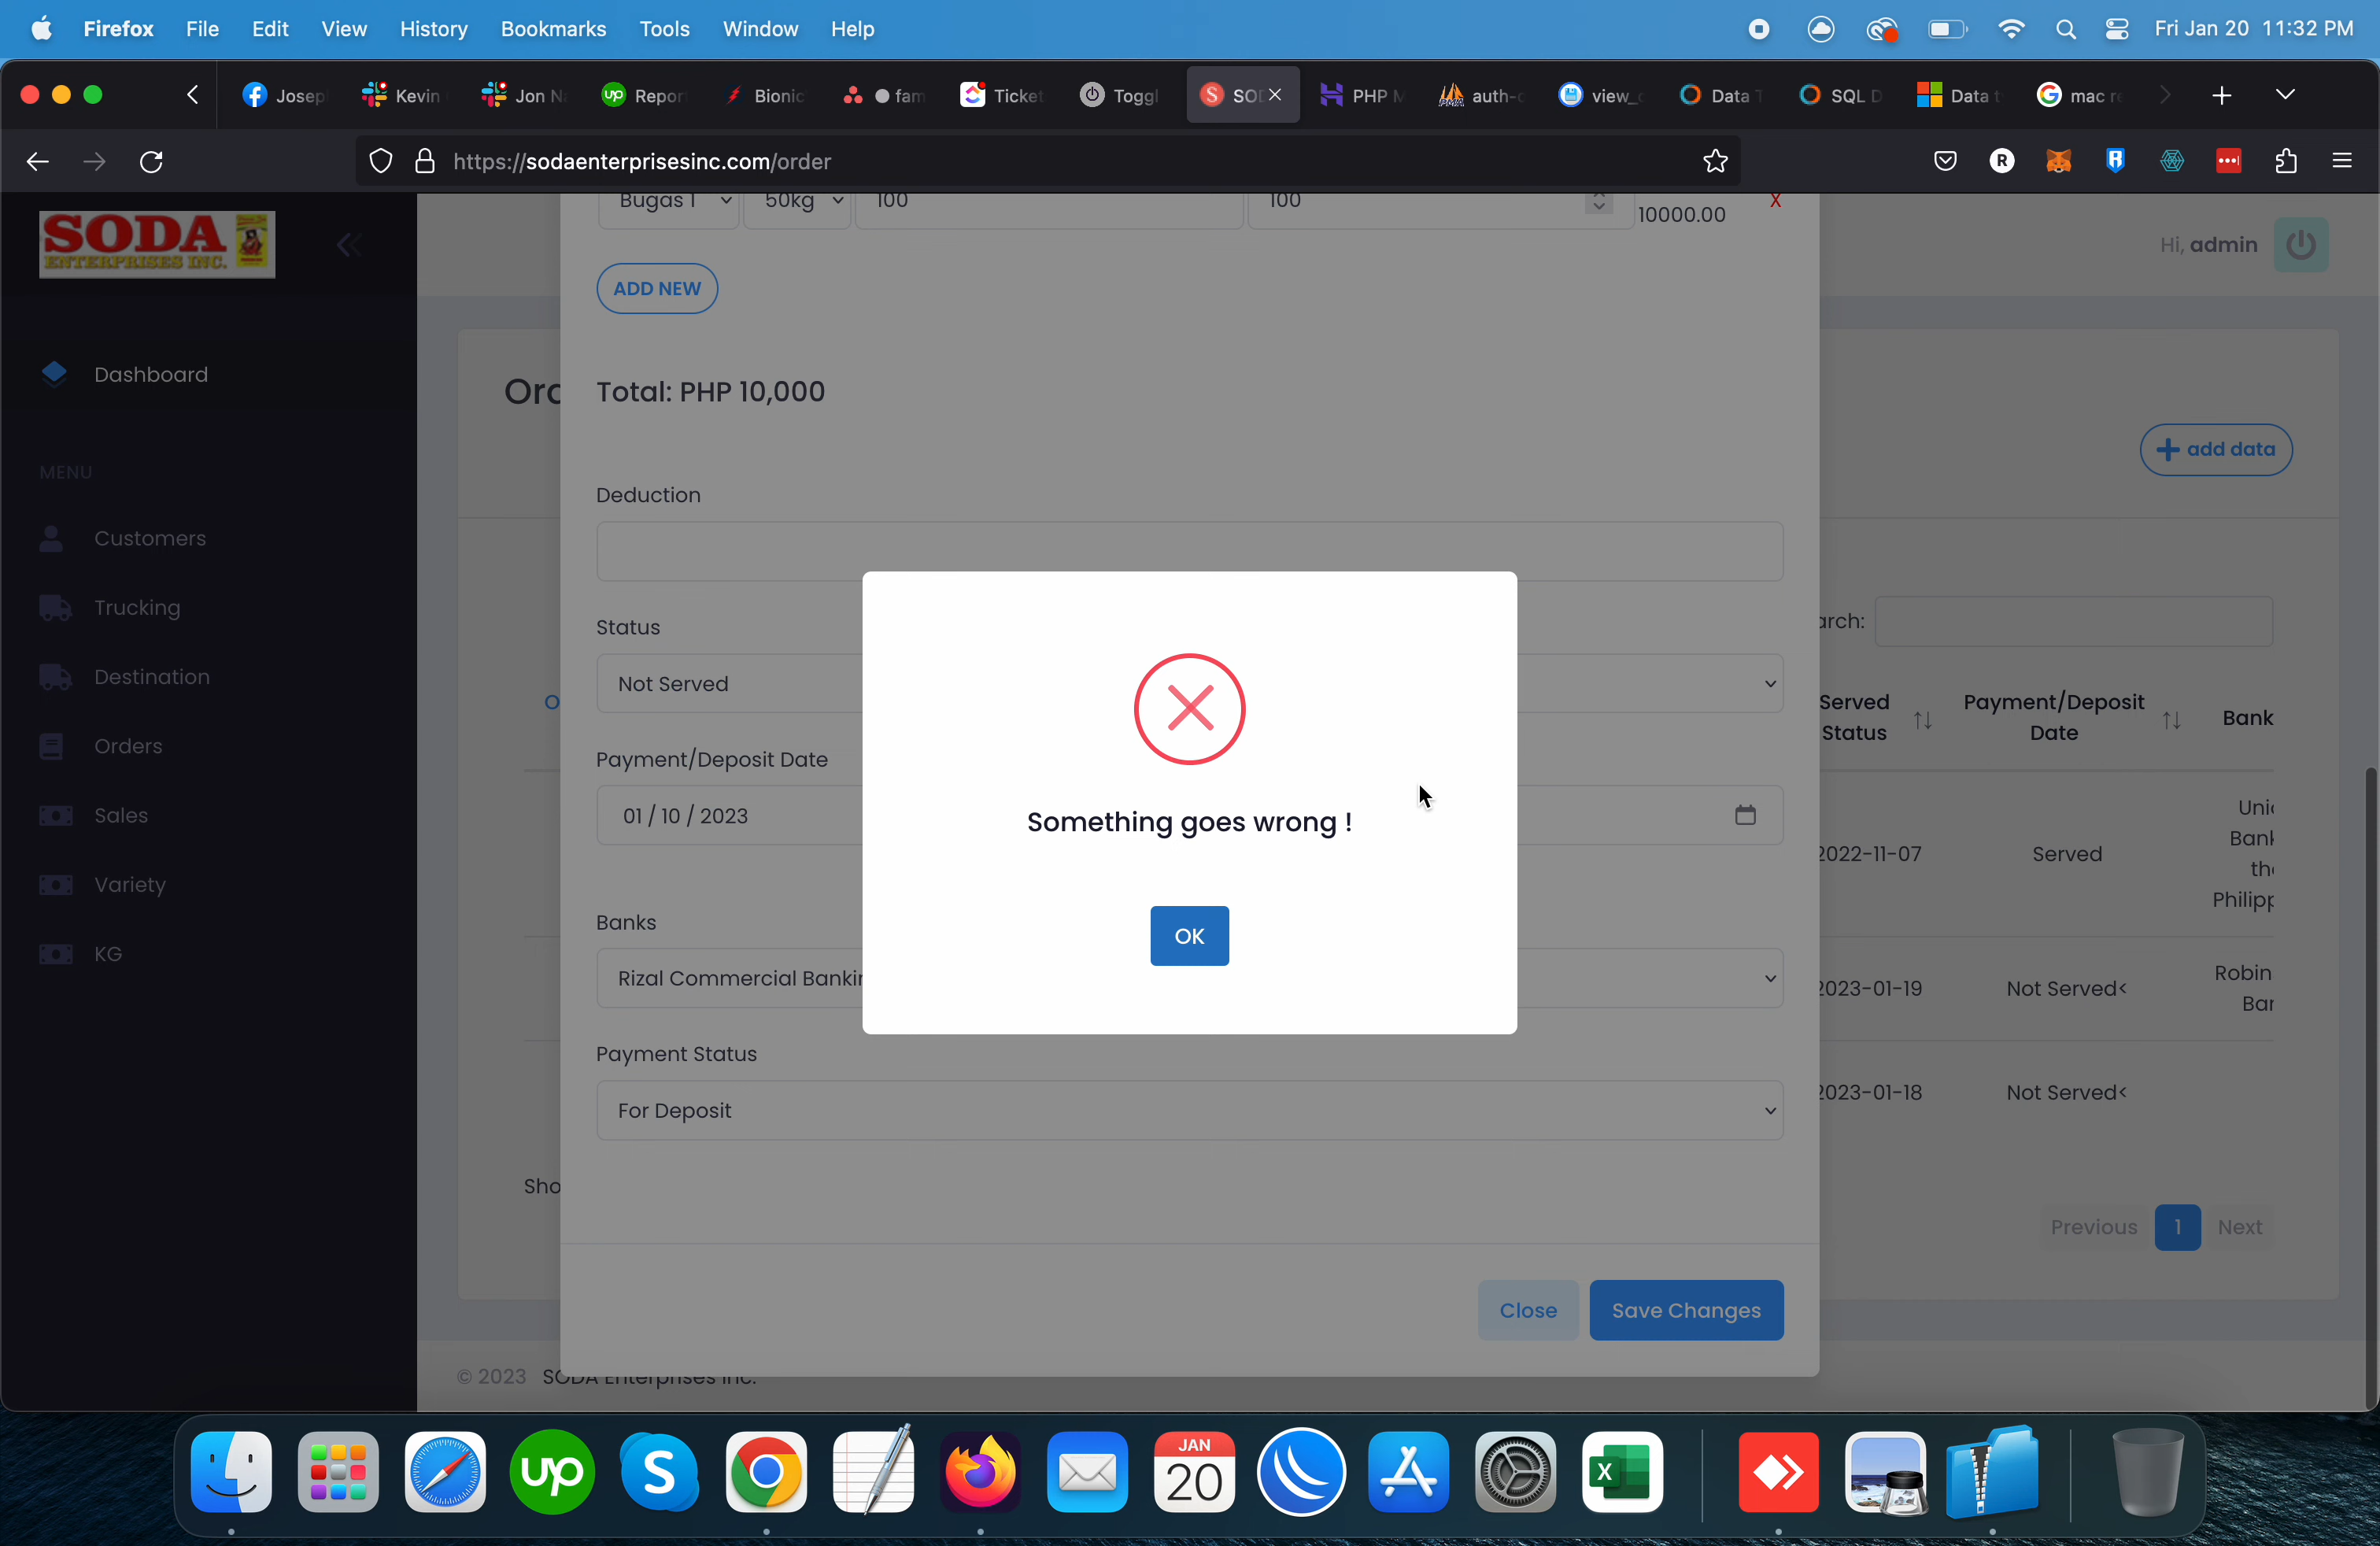 Firefox File Edit View History Bookmarks Tools Window Help Fri Jan 20 11:32 PM
Josep Kevin Jon Na Repor Bionic fam Ticket Toggl SOD PHP M auth- view_ Data T SQL D Data t mac re
https://sodaenterprisesinc.com/order
SODA
ENTERPRISES INC.
Bugas 1 50kg 100 100 10000.00 X
Hi, admin
ADD NEW
Dashboard
Ord
Total: PHP 10,000
add data
MENU
Deduction
Customers
Trucking
arch:
Status
Destination
Not Served
Served
Status
Payment/Deposit
Date
Bank
Orders
Payment/Deposit Date
Sales
01 / 10 / 2023
Something goes wrong !
2022-11-07 Served
Unio
Bank
the
Philipp
Variety
Banks
OK
KG
Rizal Commercial Bankin
2023-01-19 Not Served<
Robin
Bar
Payment Status
For Deposit
2023-01-18 Not Served<
Sho
Previous 1 Next
Close Save Changes
© 2023 SODA Enterprises Inc.
up
S
JAN
20
X